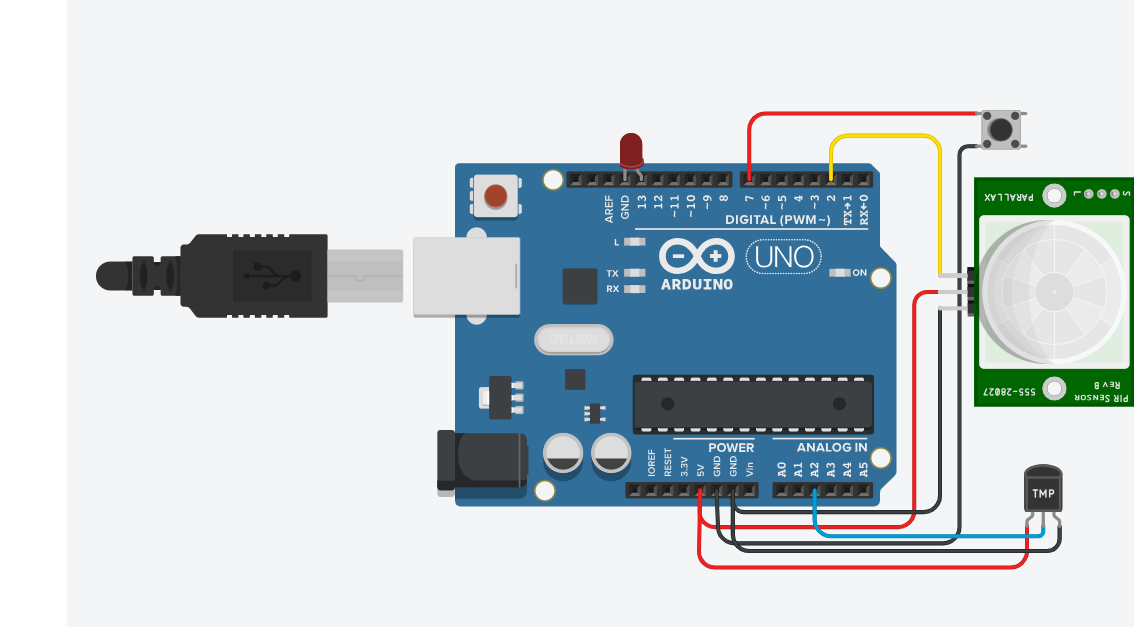 PARALLAX
L
S
AREF
GND
13
12
~11
~10
~9
8
7
~6
~5
4
~3
2
TX→1
RX←0
DIGITAL (PWM~)
L
TX
RX
ARDUINO
UNO
ON
555-28027
REV B
PIR SENSOR
POWER
ANALOG IN
IOREF
RESET
3.3V
5V
GND
GND
Vin
A0
A1
A2
A3
A4
A5
TMP